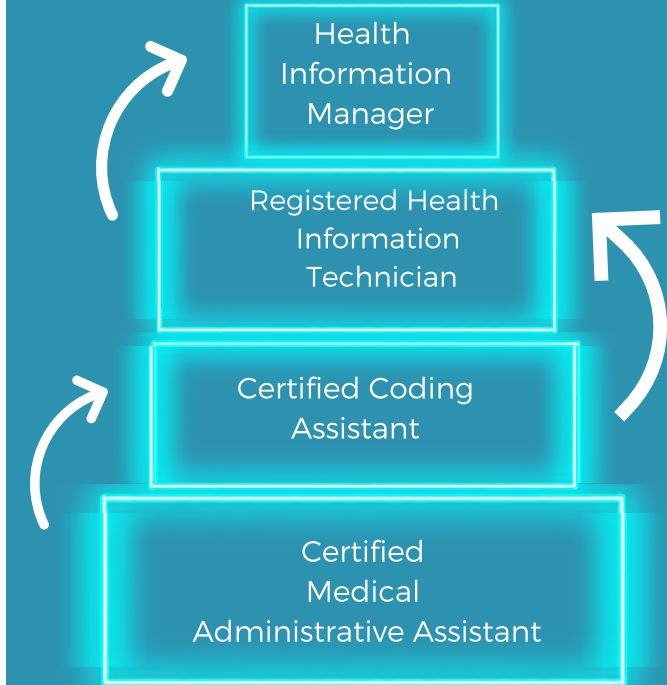 Health
Information
Manager
Registered Health
Information
Technician
Certified Coding
Assistant
Certified
Medical
Administrative Assistant